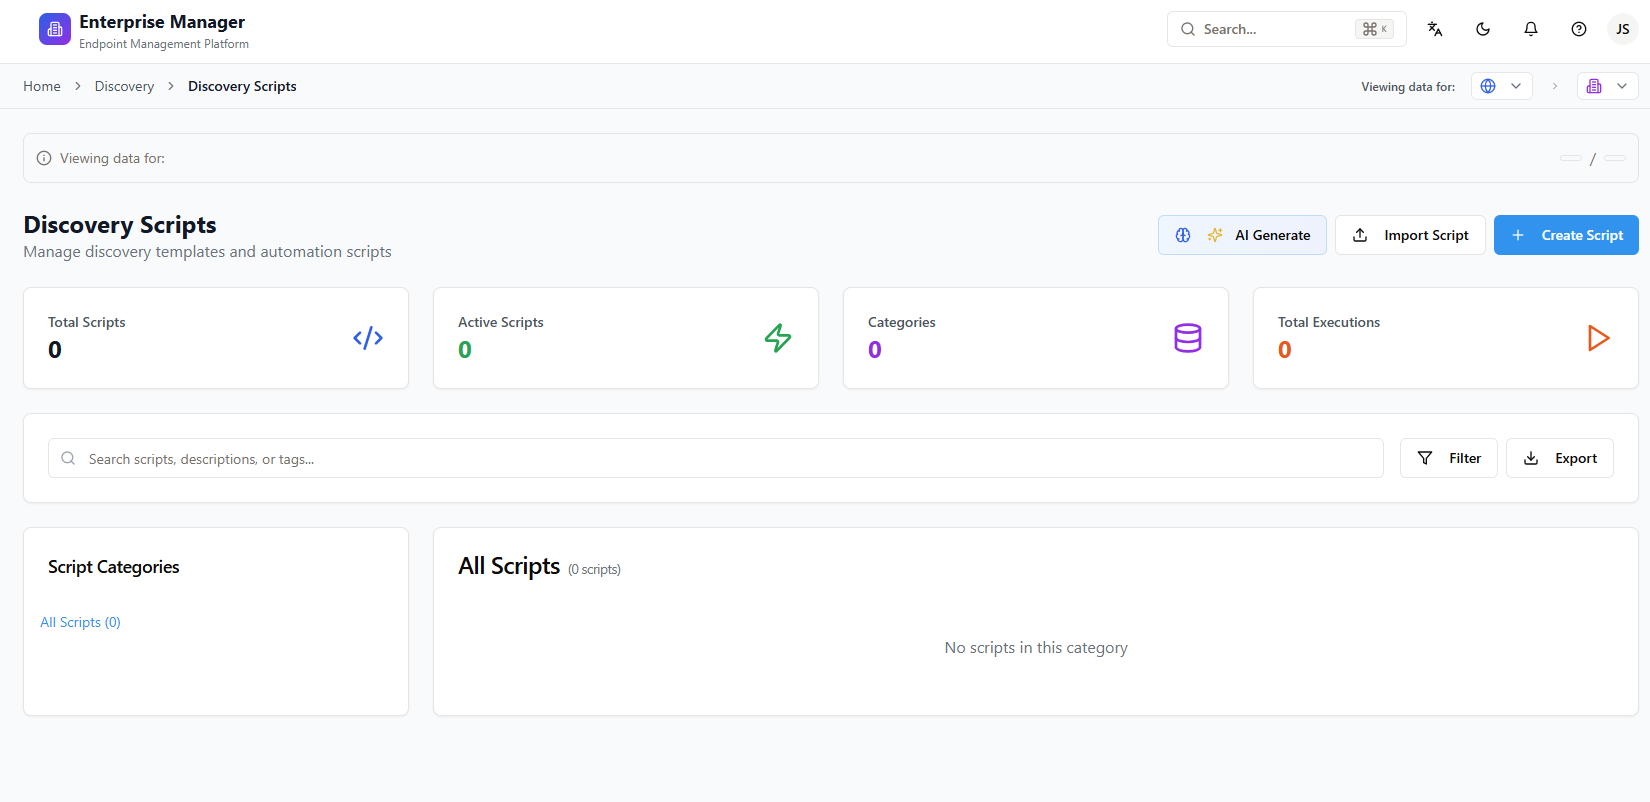 Enterprise Manager
Endpoint Management Platform
Search...
⌘ K
JS
Home
Discovery
Discovery Scripts
Viewing data for:
Viewing data for:
/
Discovery Scripts
Manage discovery templates and automation scripts
AI Generate
Import Script
Create Script
Total Scripts
0
Active Scripts
0
Categories
0
Total Executions
0
Search scripts, descriptions, or tags...
Filter
Export
Script Categories
All Scripts (0)
All Scripts (0 scripts)
No scripts in this category